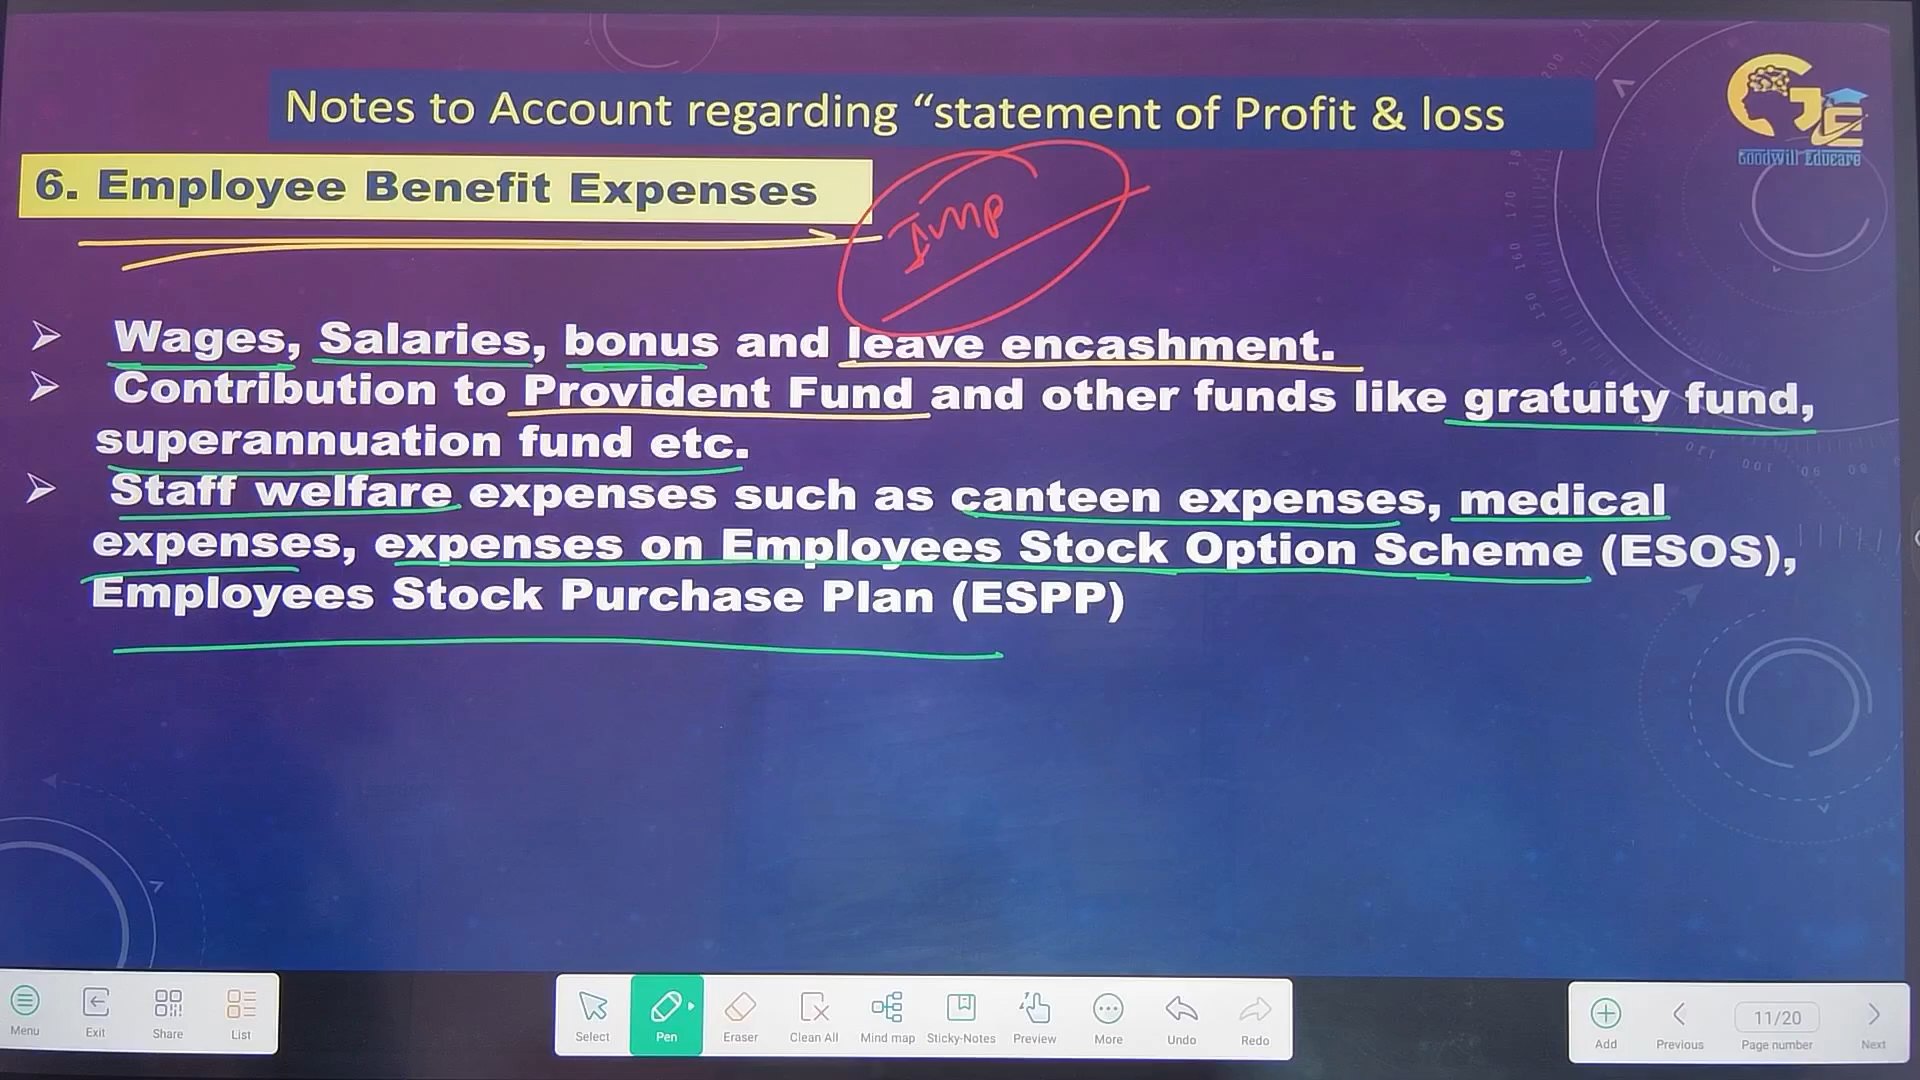 Notes to Account regarding “statement of Profit & loss
GoodWill Educare
6. Employee Benefit Expenses
Imp
➢ Wages, Salaries, bonus and leave encashment.
➢ Contribution to Provident Fund and other funds like gratuity fund,
superannuation fund etc.
➢ Staff welfare expenses such as canteen expenses, medical
expenses, expenses on Employees Stock Option Scheme (ESOS),
Employees Stock Purchase Plan (ESPP)
Menu Exit Share List
Select Pen Eraser Clean All Mind map Sticky-Notes Preview More Undo Redo
Add Previous 11/20 Page number Next